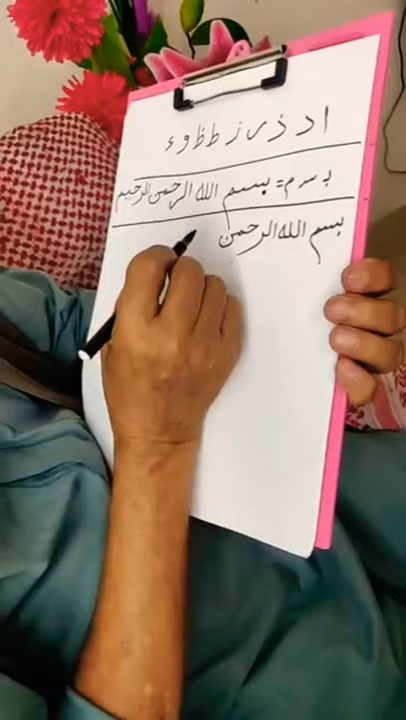 ا د ذ ر ز ط ظ و ء
ب س م = بسم الله الرحمن الرحيم
بسم الله الرحمن